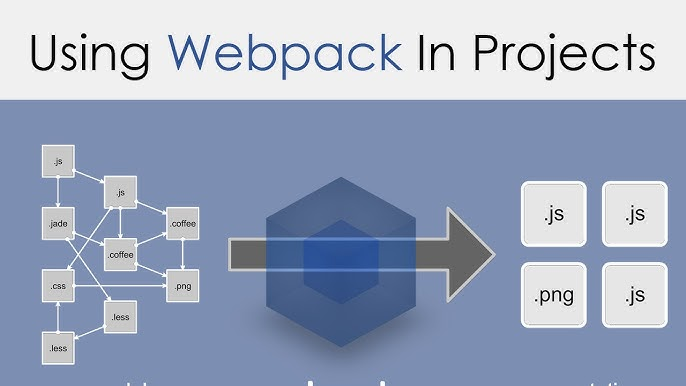 Using Webpack In Projects
.js
.js
.jade
.coffee
.coffee
.css
.png
.less
.less
.js
.js
.png
.js